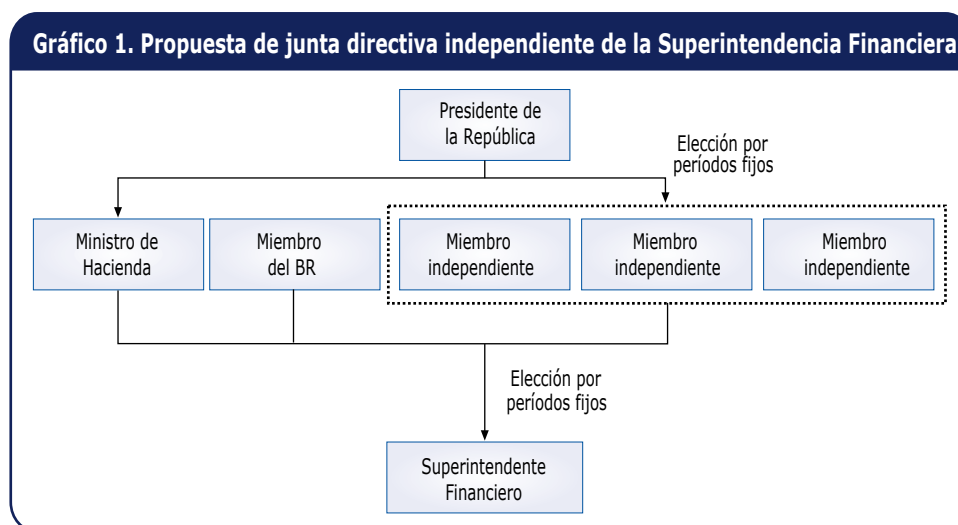 Gráfico 1. Propuesta de junta directiva independiente de la Superintendencia Financiera
Presidente de
la República
Elección por
períodos fijos
Ministro de
Hacienda
Miembro
del BR
Miembro
independiente
Miembro
independiente
Miembro
independiente
Elección por
períodos fijos
Superintendente
Financiero